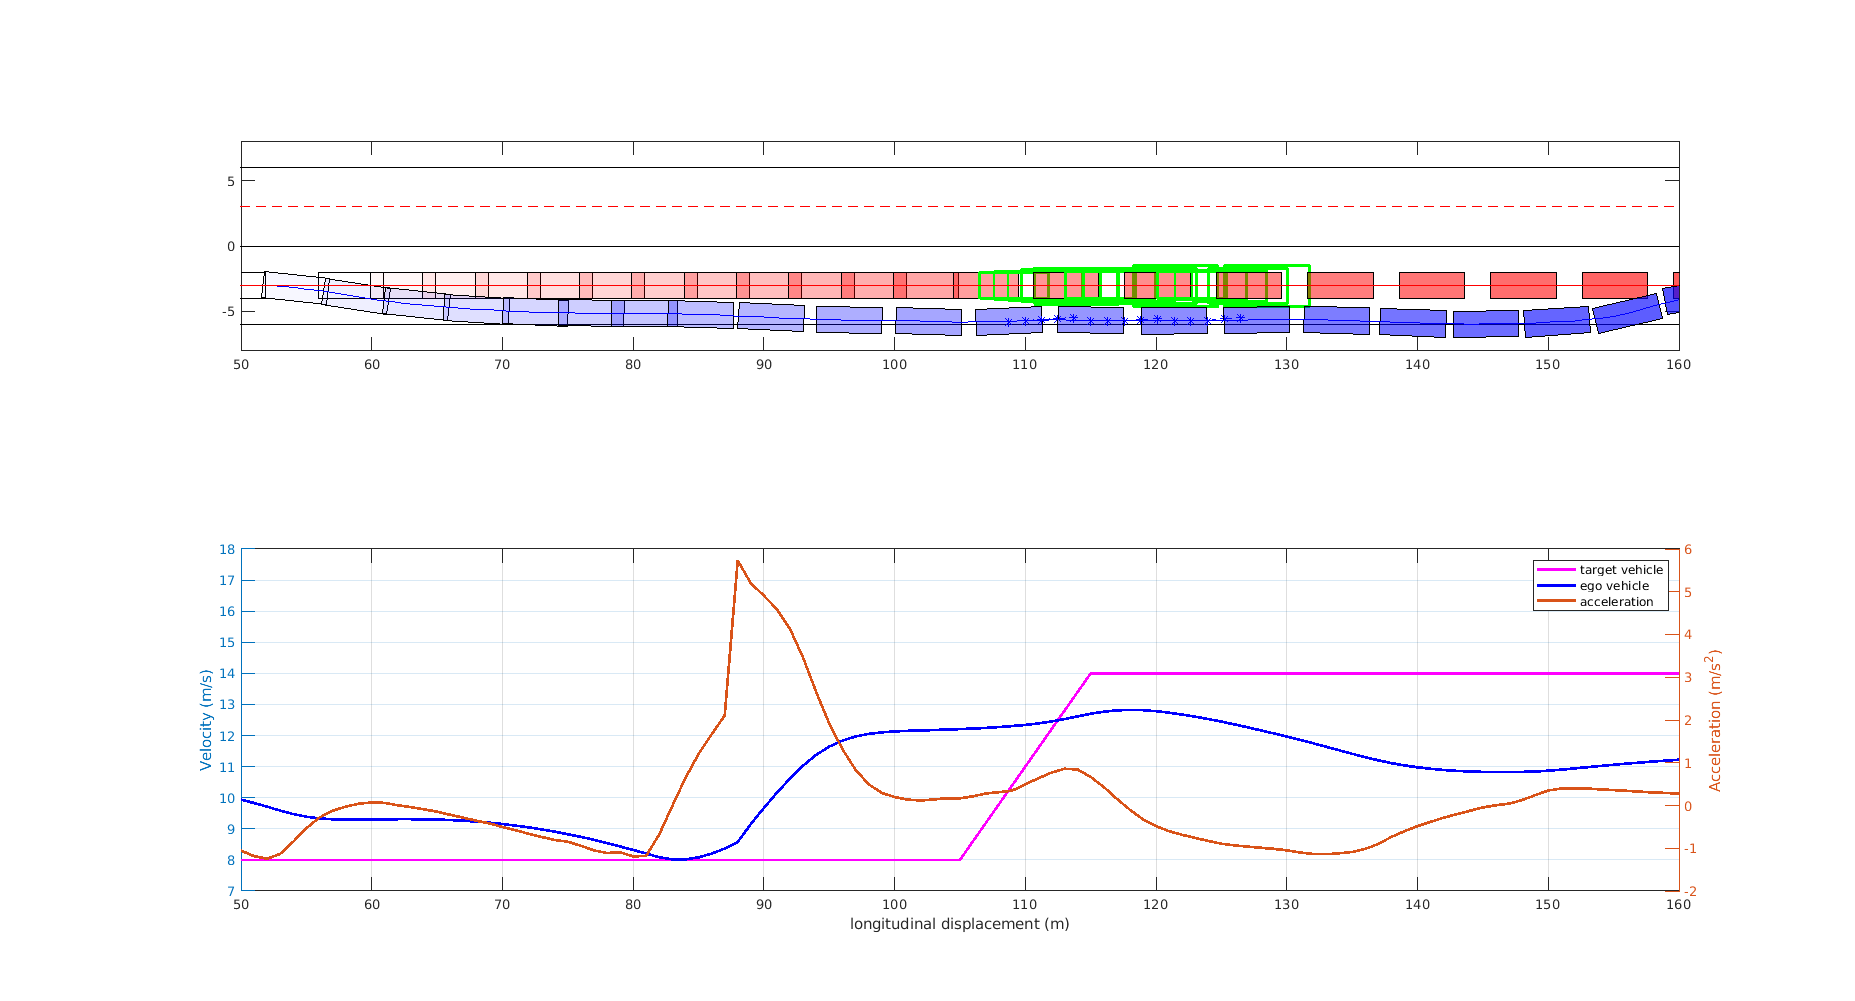 5
0
-5
50 60 70 80 90 100 110 120 130 140 150 160
18 6
17 5
16 4
15 3
14 2
13 1
12 0
11 -1
10 -2
9
8
7
Velocity (m/s)
Acceleration (m/s²)
target vehicle
ego vehicle
acceleration
50 60 70 80 90 100 110 120 130 140 150 160
longitudinal displacement (m)